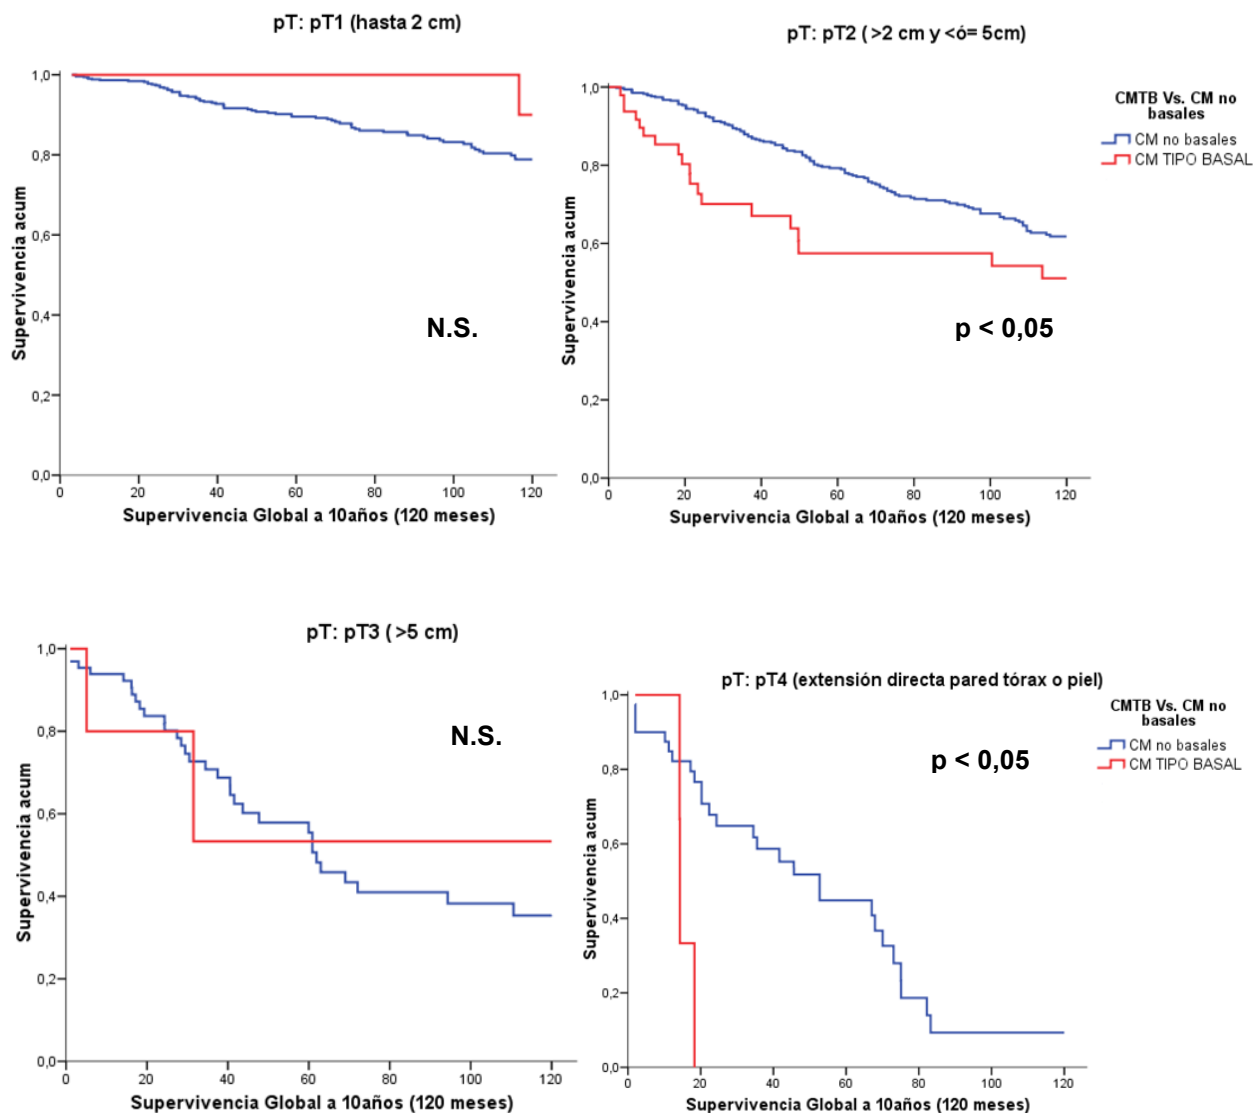 pT: pT1 (hasta 2 cm)
1,0
0,8
0,6
0,4
0,2
0,0
Supervivencia acum
N.S.
0 20 40 60 80 100 120
Supervivencia Global a 10años (120 meses)
pT: pT2 ( >2 cm y <ó= 5cm)
1,0
0,8
0,6
0,4
0,2
0,0
Supervivencia acum
p < 0,05
0 20 40 60 80 100 120
Supervivencia Global a 10años (120 meses)
CMTB Vs. CM no
basales
CM no basales
CM TIPO BASAL
pT: pT3 ( >5 cm)
1,0
0,8
0,6
0,4
0,2
0,0
Supervivencia acum
N.S.
0 20 40 60 80 100 120
Supervivencia Global a 10años (120 meses)
pT: pT4 (extensión directa pared tórax o piel)
1,0
0,8
0,6
0,4
0,2
0,0
Supervivencia acum
p < 0,05
0 20 40 60 80 100 120
Supervivencia Global a 10años (120 meses)
CMTB Vs. CM no
basales
CM no basales
CM TIPO BASAL